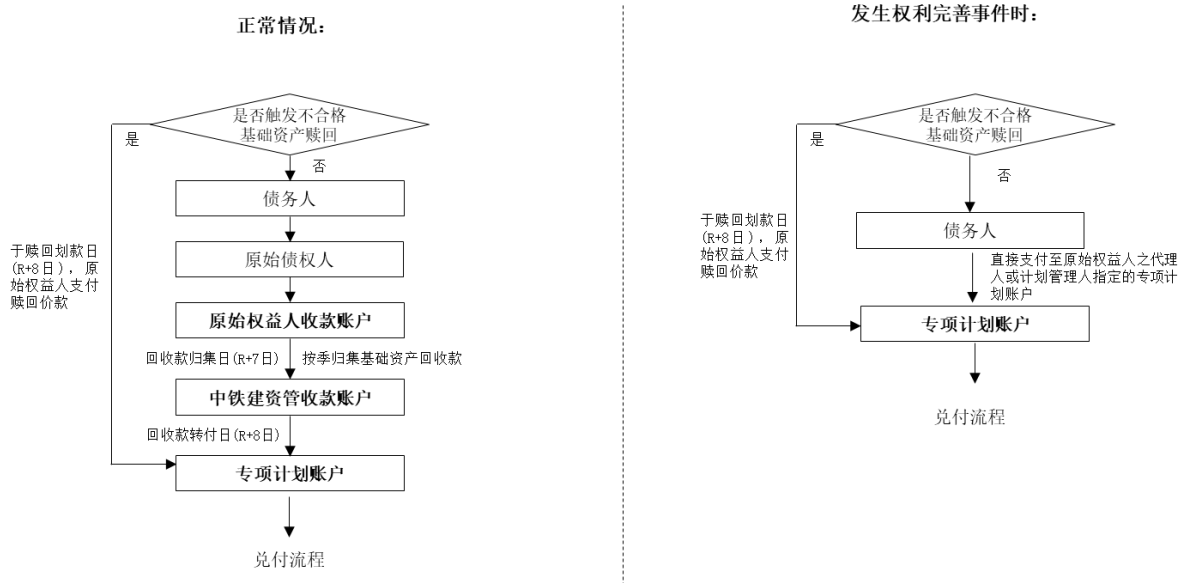 正常情况：
是否触发不合格
基础资产赎回
是
否
债务人
原始债权人
于赎回划款日
(R+8日)，原
始权益人支付
赎回价款
原始权益人收款账户
回收款归集日(R+7日)
按季归集基础资产回收款
中铁建资管收款账户
回收款转付日(R+8日)
专项计划账户
兑付流程
发生权利完善事件时：
是否触发不合格
基础资产赎回
是
否
于赎回划款日
(R+8日)，原
始权益人支付
赎回价款
债务人
直接支付至原始权益人之代理
人或计划管理人指定的专项计
划账户
专项计划账户
兑付流程